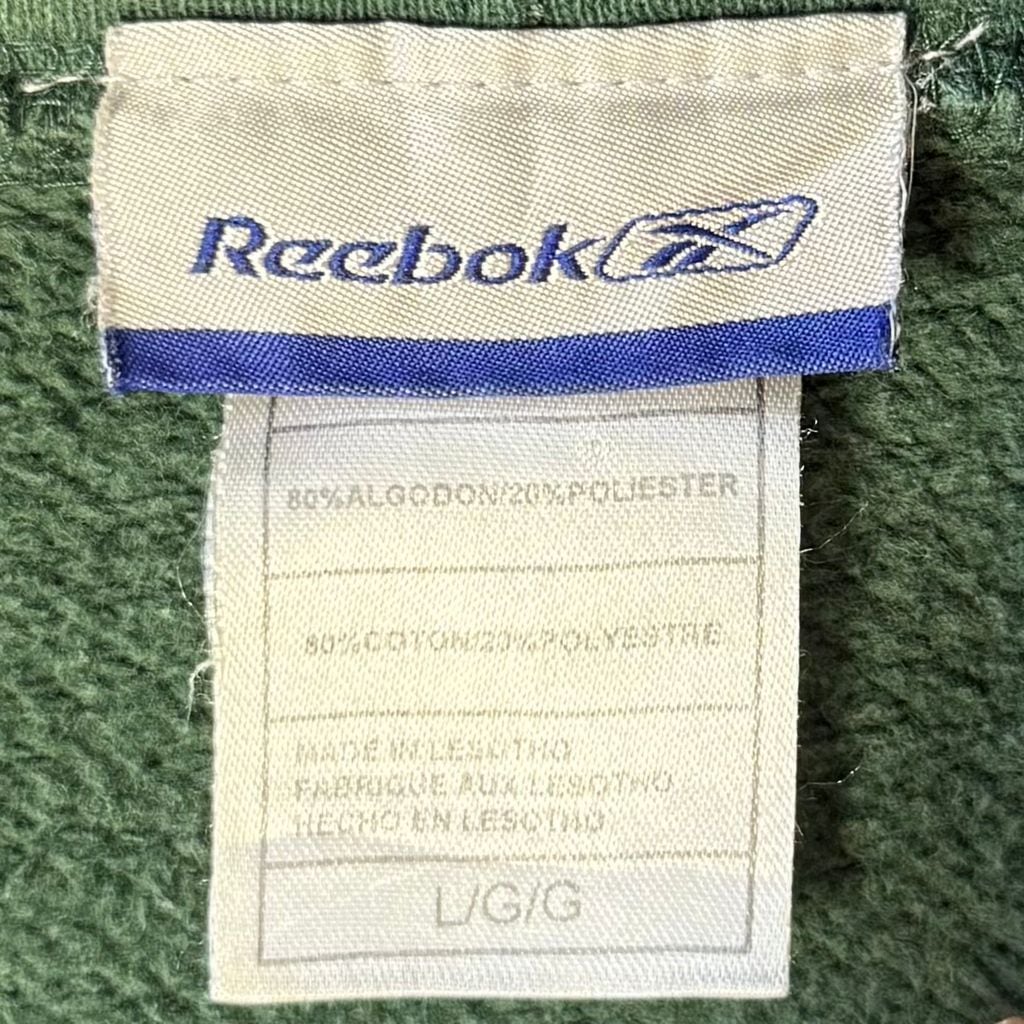 Reebok
80%ALGODON/20%POLIESTER
80%COTON/20%POLYESTRE
MADE IN LESOTHO
FABRIQUE AUX LESOTHO
HECHO EN LESOTHO
L/G/G